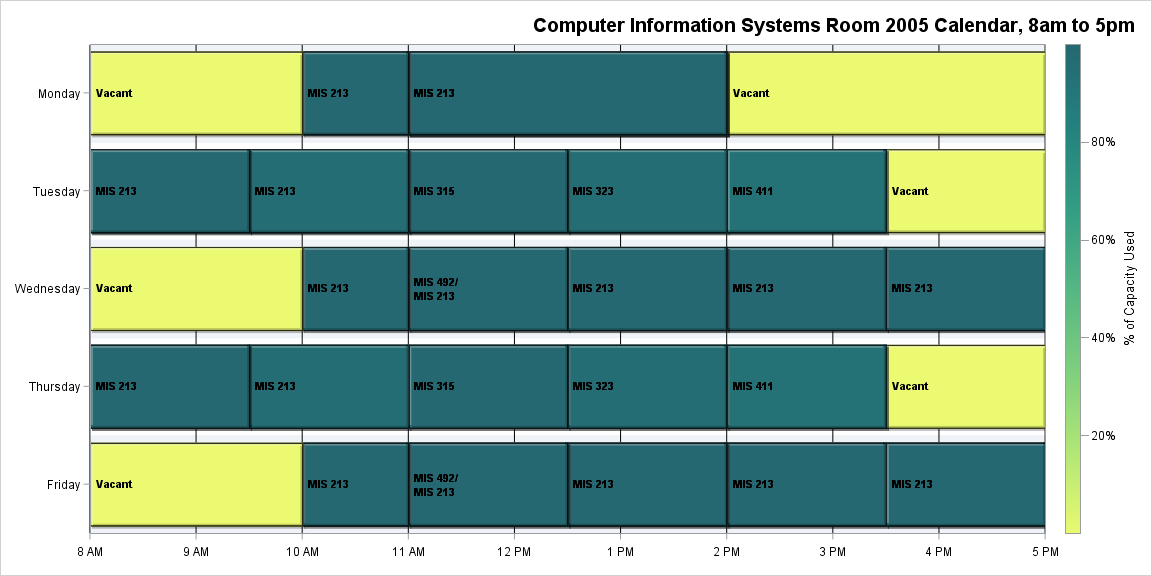 Computer Information Systems Room 2005 Calendar, 8am to 5pm
Monday
Vacant
MIS 213
MIS 213
Vacant
Tuesday
MIS 213
MIS 213
MIS 315
MIS 323
MIS 411
Vacant
Wednesday
Vacant
MIS 213
MIS 492/
MIS 213
MIS 213
MIS 213
MIS 213
Thursday
MIS 213
MIS 213
MIS 315
MIS 323
MIS 411
Vacant
Friday
Vacant
MIS 213
MIS 492/
MIS 213
MIS 213
MIS 213
MIS 213
8 AM
9 AM
10 AM
11 AM
12 PM
1 PM
2 PM
3 PM
4 PM
5 PM
80%
60%
40%
20%
% of Capacity Used